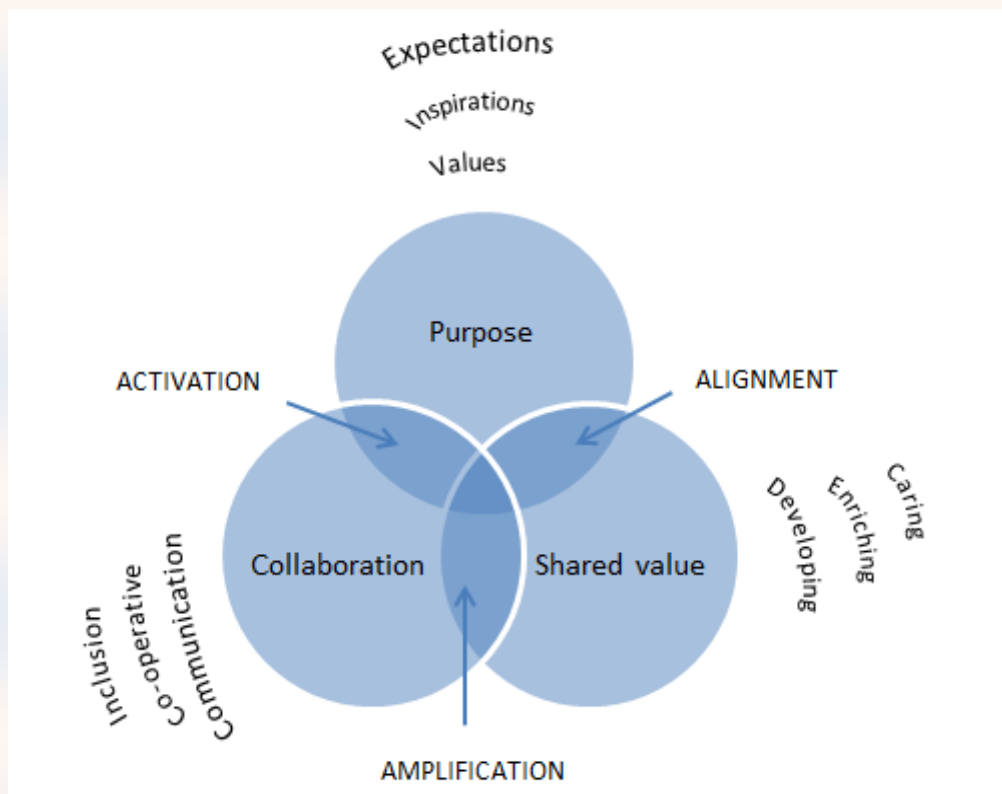 Expectations
Inspirations
Values
Purpose
ACTIVATION
ALIGNMENT
Collaboration
Shared value
Developing
Enriching
Caring
Inclusion
Co-operative
Communication
AMPLIFICATION